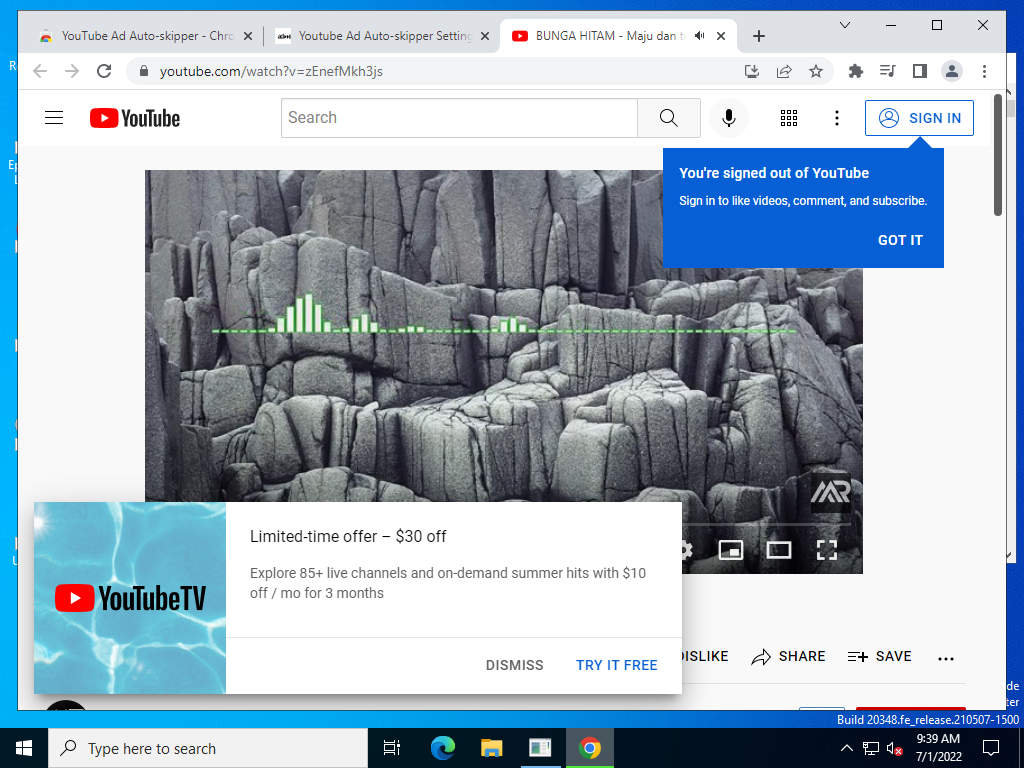 YouTube Ad Auto-skipper - Chro
Youtube Ad Auto-skipper Setting
BUNGA HITAM - Maju dan t
youtube.com/watch?v=zEnefMkh3js
YouTube
Search
SIGN IN
You're signed out of YouTube
Sign in to like videos, comment, and subscribe.
GOT IT
MR
Limited-time offer – $30 off
Explore 85+ live channels and on-demand summer hits with $10
off / mo for 3 months
YouTubeTV
DISMISS
TRY IT FREE
DISLIKE
SHARE
SAVE
Build 20348.fe_release.210507-1500
Type here to search
9:39 AM
7/1/2022